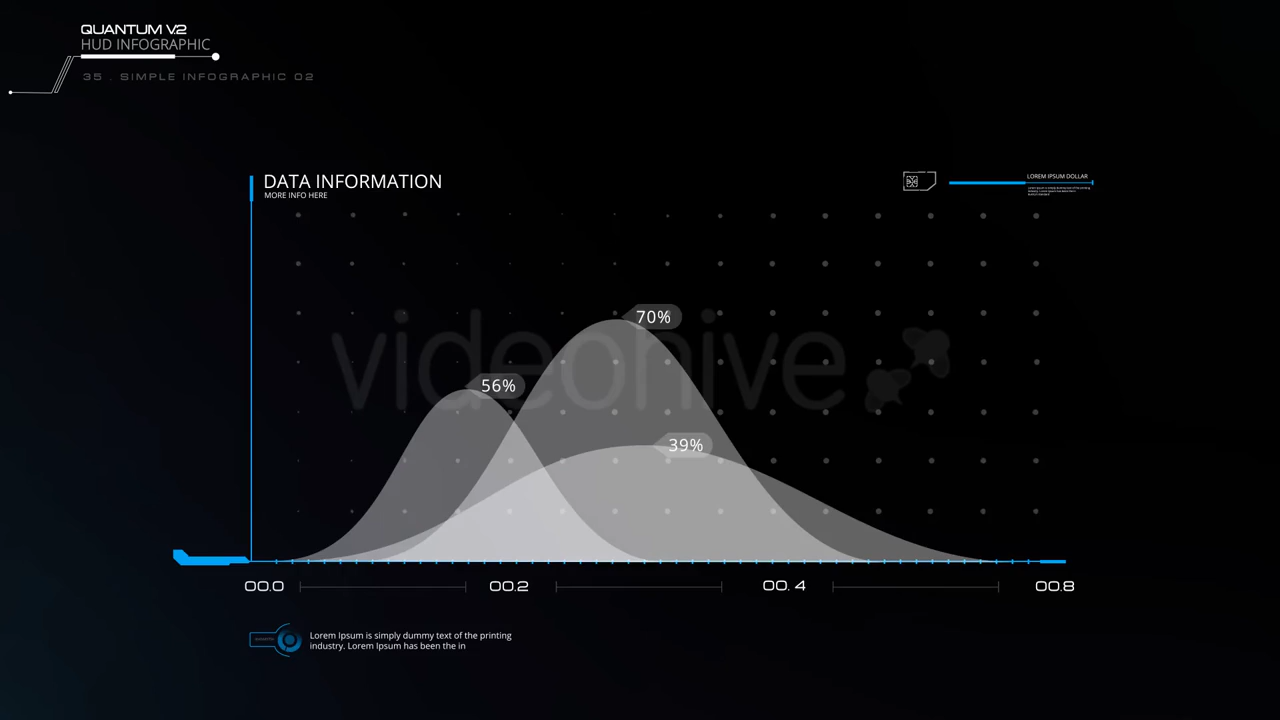 QUANTUM V.2
HUD INFOGRAPHIC
35 . SIMPLE INFOGRAPHIC 02
DATA INFORMATION
MORE INFO HERE
LOREM IPSUM DOLLAR
videohive
70%
56%
39%
00.0
00.2
00. 4
00.8
Lorem Ipsum is simply dummy text of the printing
industry. Lorem Ipsum has been the in